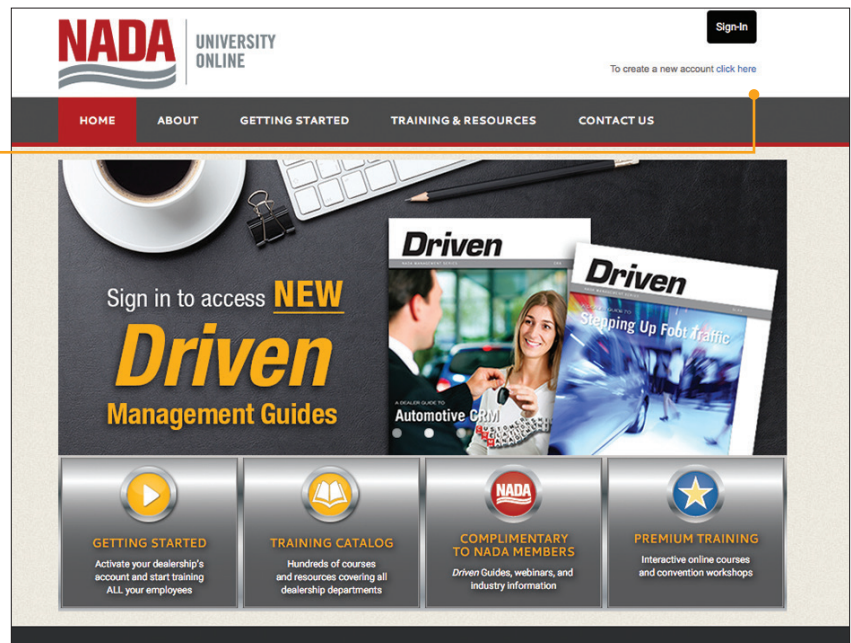 NADA
UNIVERSITY
ONLINE
Sign-In
To create a new account click here
HOME ABOUT GETTING STARTED TRAINING & RESOURCES CONTACT US
Sign in to access NEW
Driven
Management Guides
Driven
A DEALER GUIDE TO
Automotive CRM
Driven
Stepping Up Foot Traffic
GETTING STARTED
Activate your dealership's
account and start training
ALL your employees
TRAINING CATALOG
Hundreds of courses
and resources covering all
dealership departments
NADA
COMPLIMENTARY
TO NADA MEMBERS
Driven Guides, webinars, and
industry information
PREMIUM TRAINING
Interactive online courses
and convention workshops